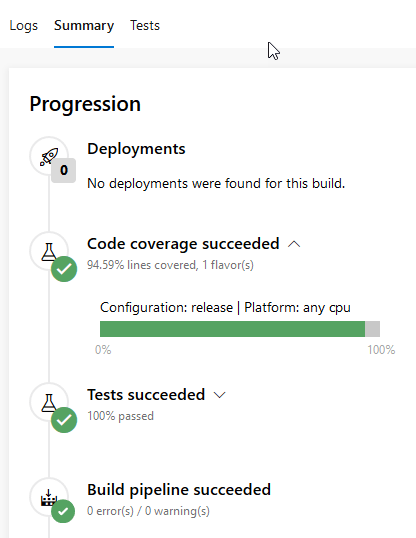 Logs Summary Tests
Progression
Deployments
0
No deployments were found for this build.
Code coverage succeeded
94.59% lines covered, 1 flavor(s)
Configuration: release | Platform: any cpu
0% 100%
Tests succeeded
100% passed
Build pipeline succeeded
0 error(s) / 0 warning(s)